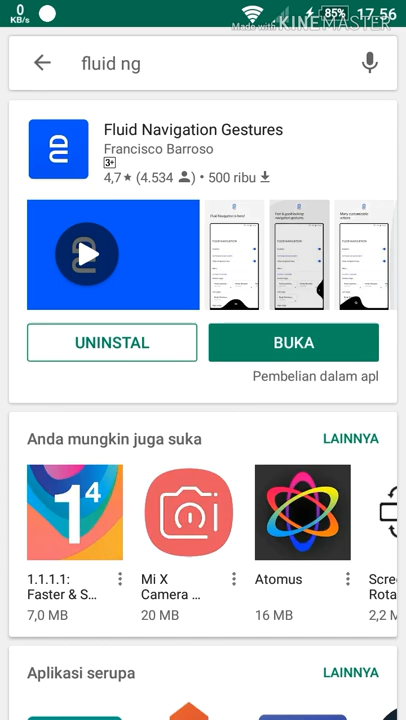 0
KB/s
85%
17.56
Made with KINEMASTER
fluid ng
Fluid Navigation Gestures
Francisco Barroso
3+
4,7★ (4.534) • 500 ribu
UNINSTAL
BUKA
Pembelian dalam apl
Anda mungkin juga suka
LAINNYA
1.1.1.1:
Faster & S...
7,0 MB
Mi X
Camera ...
20 MB
Atomus
16 MB
Scre
Rota
2,2 M
Aplikasi serupa
LAINNYA